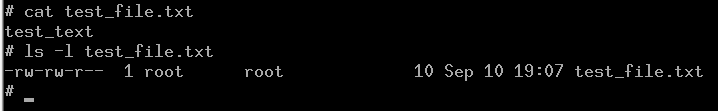 # cat test_file.txt
test_text
# ls -l test_file.txt
-rw-rw-r--  1 root     root           10 Sep 10 19:07 test_file.txt
# _